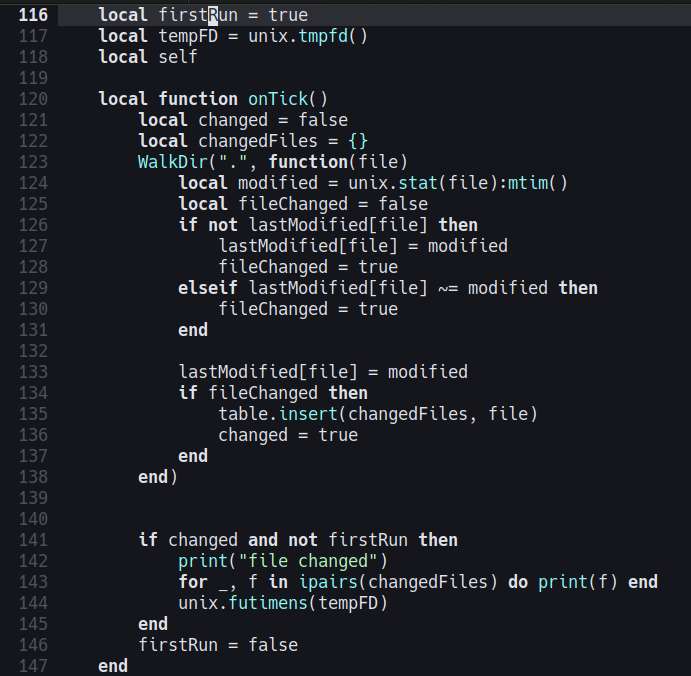 116     local firstRun = true
117     local tempFD = unix.tmpfd()
118     local self
119
120     local function onTick()
121         local changed = false
122         local changedFiles = {}
123         WalkDir(".", function(file)
124             local modified = unix.stat(file):mtim()
125             local fileChanged = false
126             if not lastModified[file] then
127                 lastModified[file] = modified
128                 fileChanged = true
129             elseif lastModified[file] ~= modified then
130                 fileChanged = true
131             end
132
133             lastModified[file] = modified
134             if fileChanged then
135                 table.insert(changedFiles, file)
136                 changed = true
137             end
138         end)
139
140
141         if changed and not firstRun then
142             print("file changed")
143             for _, f in ipairs(changedFiles) do print(f) end
144             unix.futimens(tempFD)
145         end
146         firstRun = false
147     end